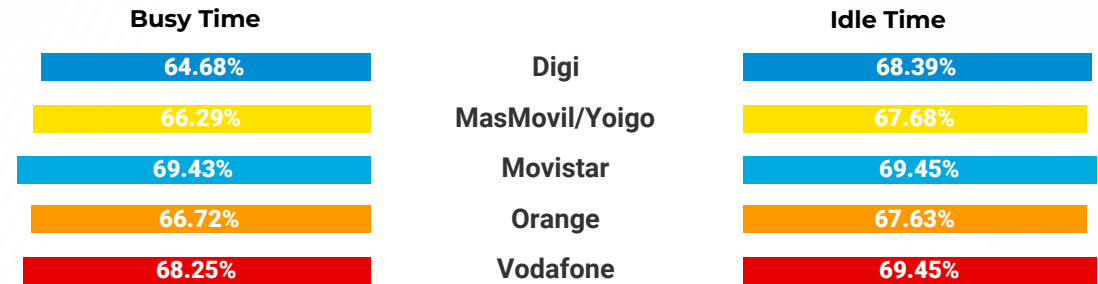 Busy Time Idle Time
64.68% Digi 68.39%
66.29% MasMovil/Yoigo 67.68%
69.43% Movistar 69.45%
66.72% Orange 67.63%
68.25% Vodafone 69.45%